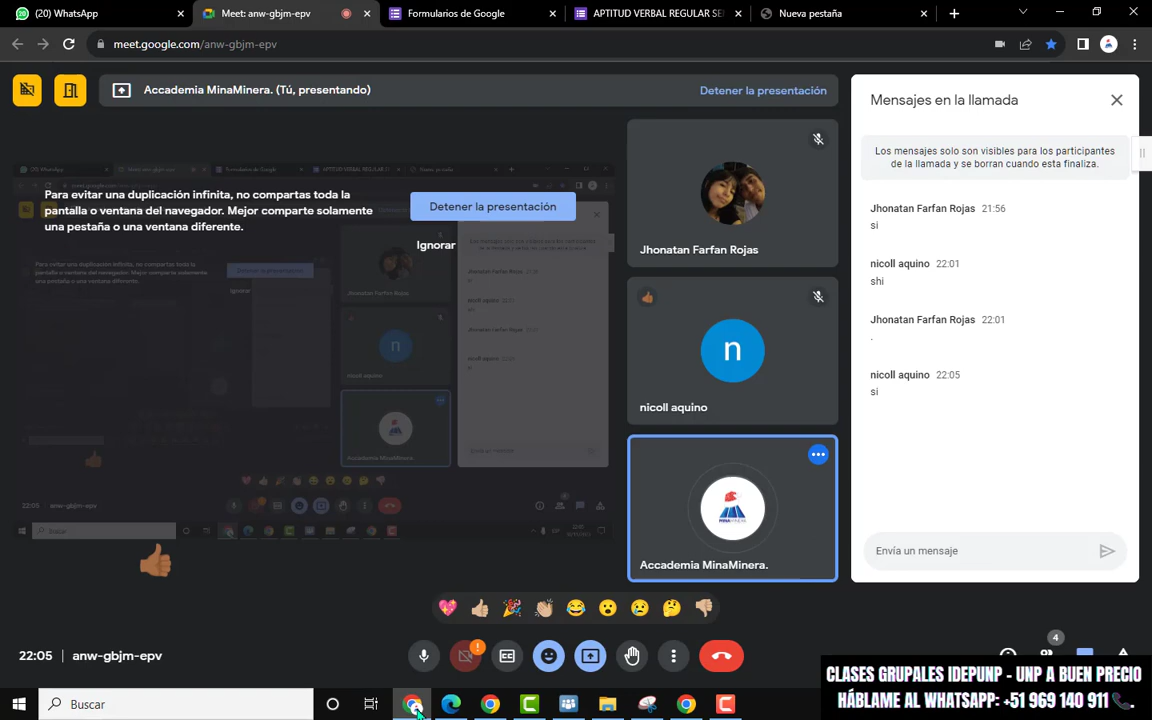 (20) WhatsApp
Meet: anw-gbjm-epv
Formularios de Google
APTITUD VERBAL REGULAR SE
Nueva pestaña
meet.google.com/anw-gbjm-epv
Accademia MinaMinera. (Tú, presentando)
Detener la presentación
Para evitar una duplicación infinita, no compartas toda la
pantalla o ventana del navegador. Mejor comparte solamente
una pestaña o una ventana diferente.
Detener la presentación
Ignorar
Jhonatan Farfan Rojas
n
nicoll aquino
MINAMINERA
Accademia MinaMinera.
Mensajes en la llamada
Los mensajes solo son visibles para los participantes
de la llamada y se borran cuando esta finaliza.
Jhonatan Farfan Rojas 21:56
si
nicoll aquino 22:01
shi
Jhonatan Farfan Rojas 22:01
.
nicoll aquino 22:05
si
Envía un mensaje
22:05 | anw-gbjm-epv
4
Buscar
CLASES GRUPALES IDEPUNP - UNP A BUEN PRECIO
HÁBLAME AL WHATSAPP: +51 969 140 911